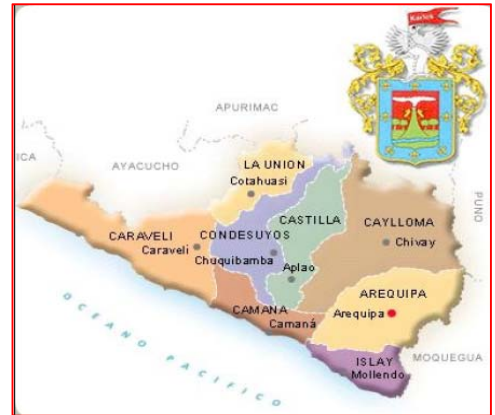 Karlos
APURIMAC
ICA
AYACUCHO
PUNO
LA UNION
Cotahuasi
CASTILLA
CAYLLOMA
CARAVELI
CONDESUYOS
Caraveli
Chivay
Chuquibamba
Aplao
AREQUIPA
CAMANA
Arequipa
Camaná
OCEANO PACIFICO
ISLAY
MOQUEGUA
Mollendo